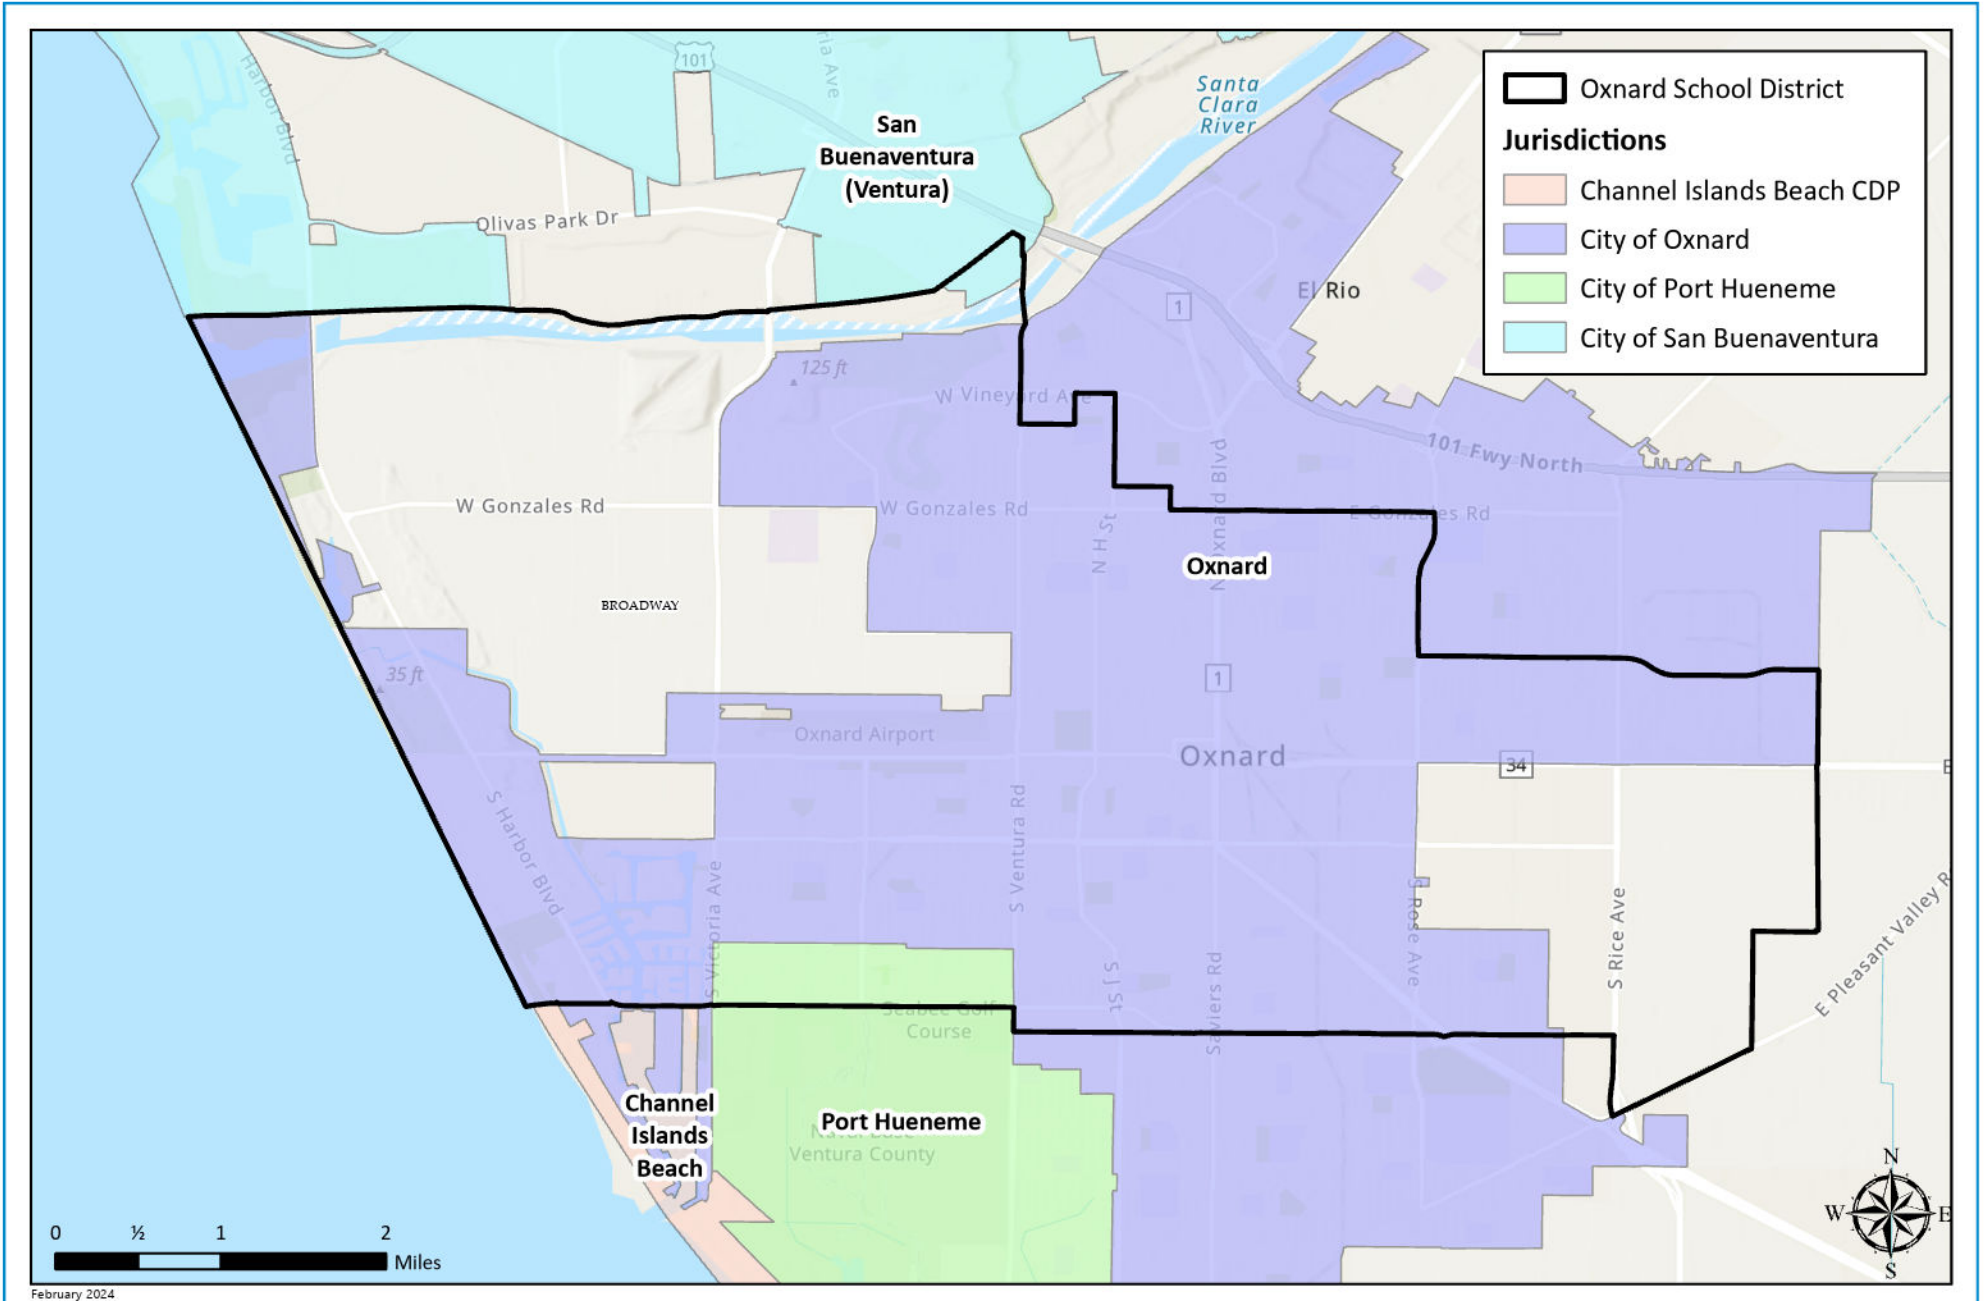 Harbor Blvd
101
ria Ave
Santa
Clara
River
San
Buenaventura
(Ventura)
Olivas Park Dr
Oxnard School District
Jurisdictions
Channel Islands Beach CDP
City of Oxnard
City of Port Hueneme
City of San Buenaventura
El Rio
1
125 ft
W Vineyard Ave
N Oxnard Blvd
101 Fwy North
W Gonzales Rd
W Gonzales Rd
E Gonzales Rd
N H St
Oxnard
BROADWAY
35 ft
1
Oxnard Airport
Oxnard
34
E
S Harbor Blvd
S Victoria Ave
S Ventura Rd
S J St
Saviers Rd
S Rose Ave
S Rice Ave
E Pleasant Valley R
Seabee Golf
Course
Channel
Islands
Beach
Port Hueneme
Naval Base
Ventura County
0 ½ 1 2
Miles
N
W E
S
February 2024